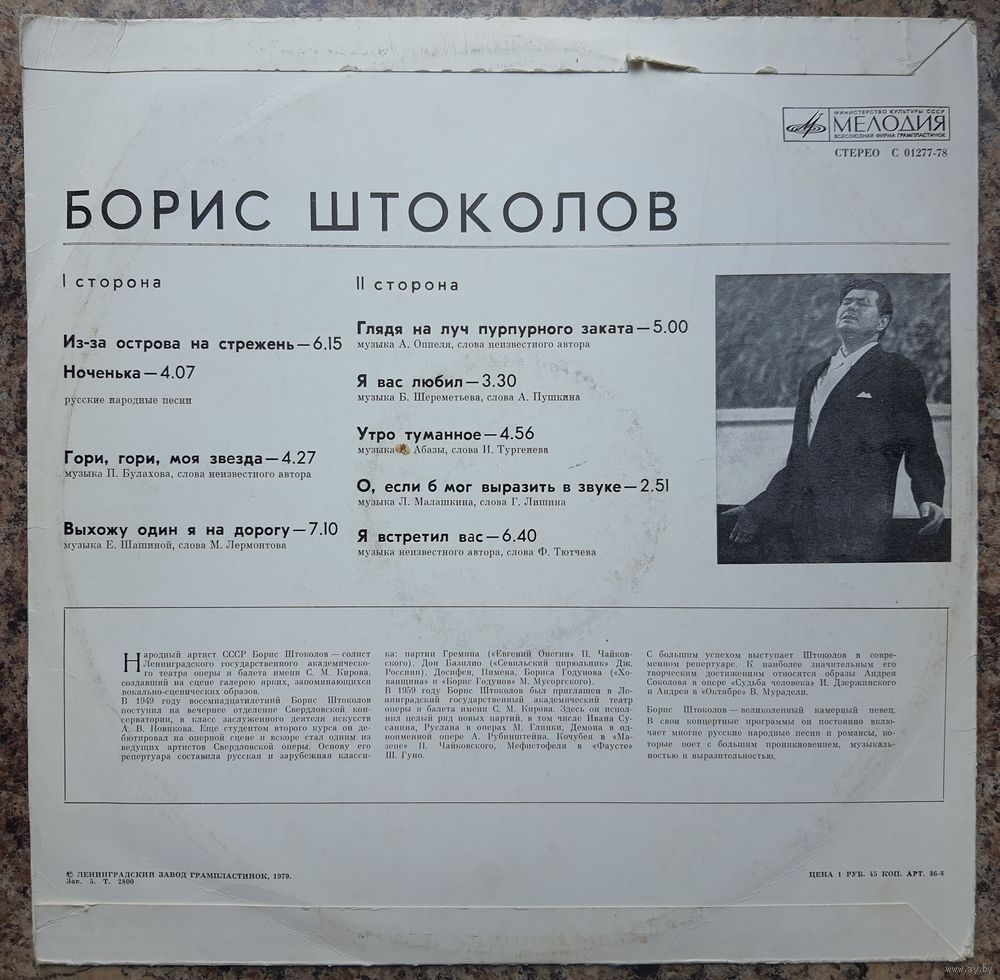 МИНИСТЕРСТВО КУЛЬТУРЫ СССР
МЕЛОДИЯ
ВСЕСОЮЗНАЯ ФИРМА ГРАМПЛАСТИНОК
СТЕРЕО С 01277-78
БОРИС ШТОКОЛОВ
I сторона
Из-за острова на стрежень—6.15
Ноченька—4.07
русские народные песни
Гори, гори, моя звезда—4.27
музыка П. Булахова, слова неизвестного автора
Выхожу один я на дорогу—7.10
музыка Е. Шашиной, слова М. Лермонтова
II сторона
Глядя на луч пурпурного заката—5.00
музыка А. Оппеля, слова неизвестного автора
Я вас любил—3.30
музыка Б. Шереметьева, слова А. Пушкина
Утро туманное—4.56
музыка Абазы, слова И. Тургенева
О, если б мог выразить в звуке—2.51
музыка Л. Малашкина, слова Г. Лишина
Я встретил вас—6.40
музыка неизвестного автора, слова Ф. Тютчева
Народный артист СССР Борис Штоколов—солист
Ленинградского государственного академическо-
го театра оперы и балета имени С. М. Кирова,
создавший на сцене галерею ярких, запоминающихся
вокально-сценических образов.
В 1949 году восемнадцатилетний Борис Штоколов
поступил на вечернее отделение Свердловской кон-
серватории, в класс заслуженного деятеля искусств
А. В. Новикова. Еще студентом второго курса он де-
бютировал на оперной сцене и вскоре стал одним из
ведущих артистов Свердловской оперы. Основу его
репертуара составила русская и зарубежная класси-
ка: партии Гремина («Евгений Онегин» П. Чайков-
ского). Дон Базилио («Севильский цирюльник» Дж.
Россини), Досифея, Пимена, Бориса Годунова («Хо-
ванщина» и «Борис Годунов» М. Мусоргского).
В 1959 году Борис Штоколов был приглашен в Ле-
нинградский государственный академический театр
оперы и балета имени С. М. Кирова. Здесь он испол-
нил целый ряд новых партий, в том числе Ивана Су-
санина, Руслана в операх М. Глинки, Демона в од-
ноименной опере А. Рубинштейна, Кочубея в «Ма-
зепе» П. Чайковского, Мефистофеля в «Фаусте»
Ш. Гуно.
С большим успехом выступает Штоколов в совре-
менном репертуаре. К наиболее значительным его
творческим достижениям относятся образы Андрея
Соколова в опере «Судьба человека» И. Дзержинского
и Андрея в «Октябре» В. Мурадели.
Борис Штоколов—великолепный камерный певец.
В свои концертные программы он постоянно вклю-
чает многие русские народные песни и романсы, ко-
торые поет с большим проникновением, музыкаль-
ностью и выразительностью.
© ЛЕНИНГРАДСКИЙ ЗАВОД ГРАМПЛАСТИНОК, 1979.
Зак. 5. Т. 2800
ЦЕНА 1 РУБ. 45 КОП. АРТ. 36-8
www.ay.by